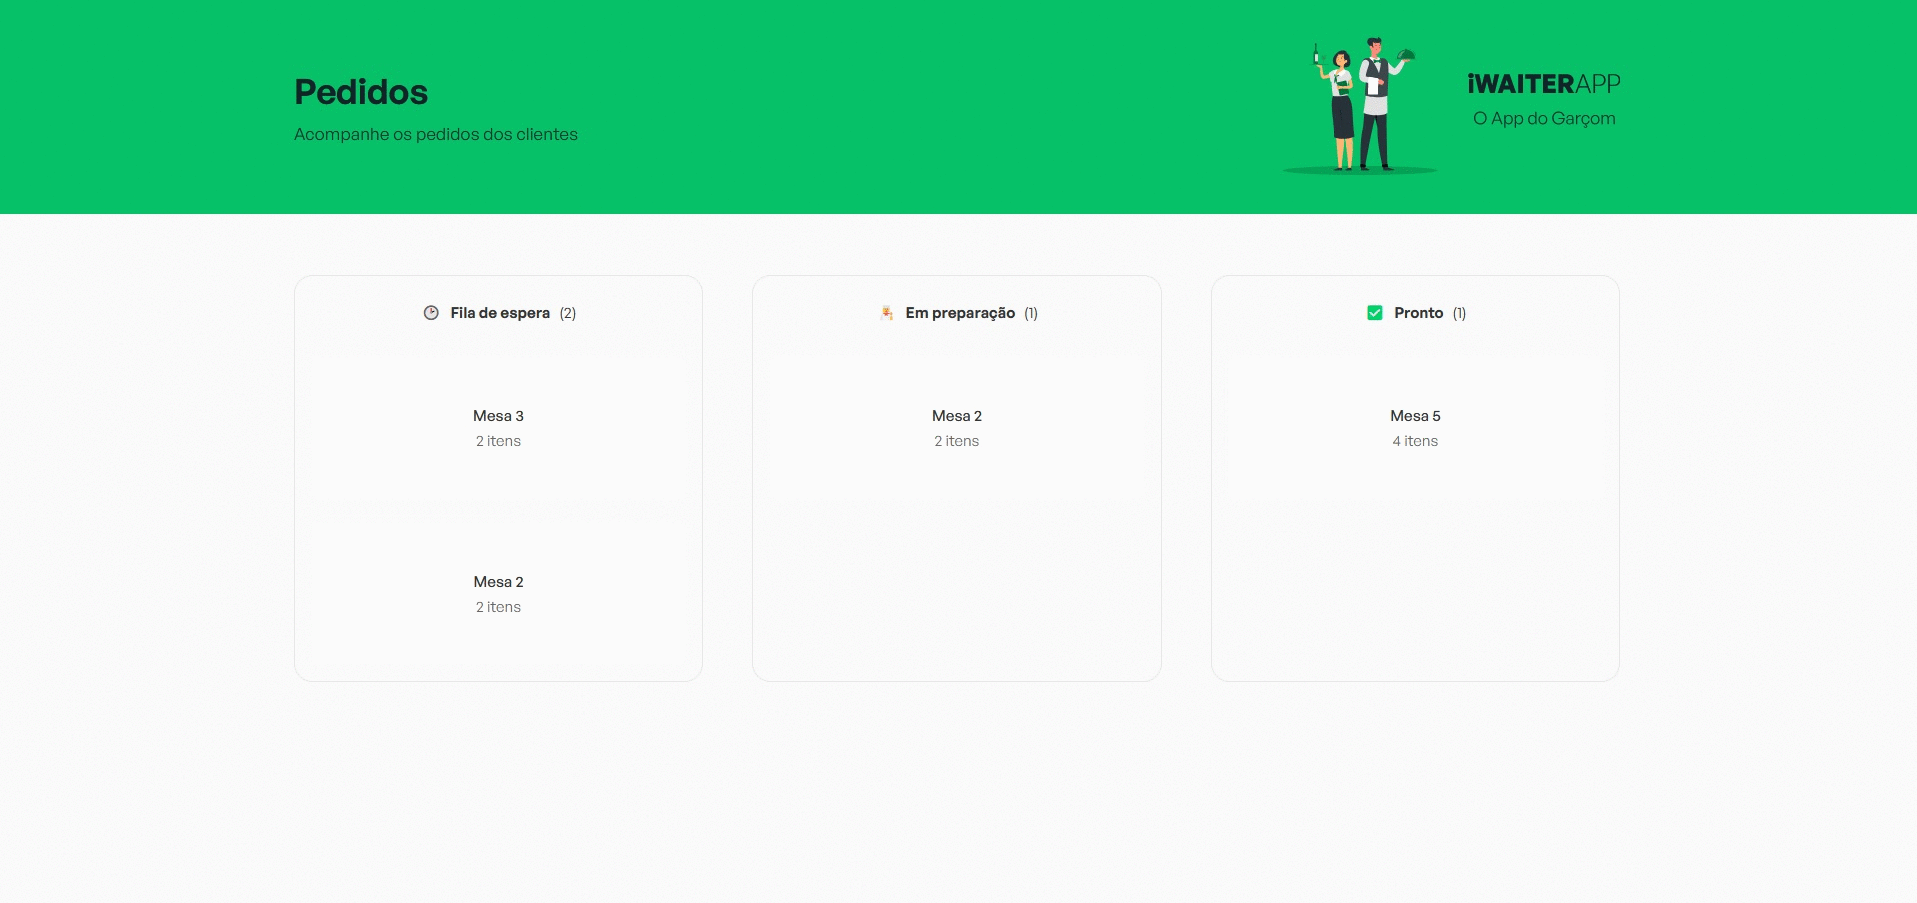 Pedidos
Acompanhe os pedidos dos clientes
iWAITERAPP
O App do Garçom
Fila de espera (2)
Mesa 3
2 itens
Mesa 2
2 itens
Em preparação (1)
Mesa 2
2 itens
Pronto (1)
Mesa 5
4 itens